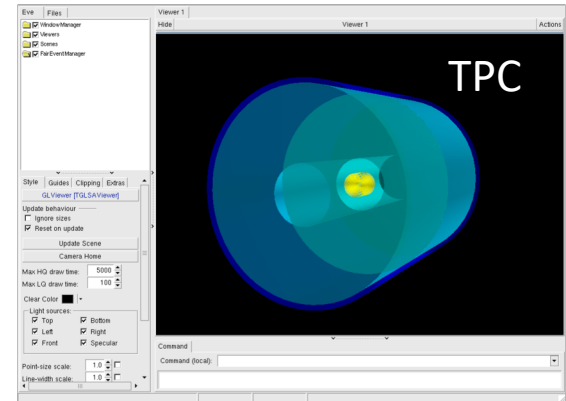 Eve Files
WindowManager
Viewers
Scenes
FairEventManager
Style Guides Clipping Extras
GLViewer [TGLSAViewer]
Update behaviour
Ignore sizes
Reset on update
Update Scene
Camera Home
Max HQ draw time: 5000
Max LQ draw time: 100
Clear Color
Light sources:
Top Bottom
Left Right
Front Specular
Point-size scale: 1.0
Line-width scale: 1.0
Viewer 1
Hide Viewer 1 Actions
TPC
Command
Command (local):